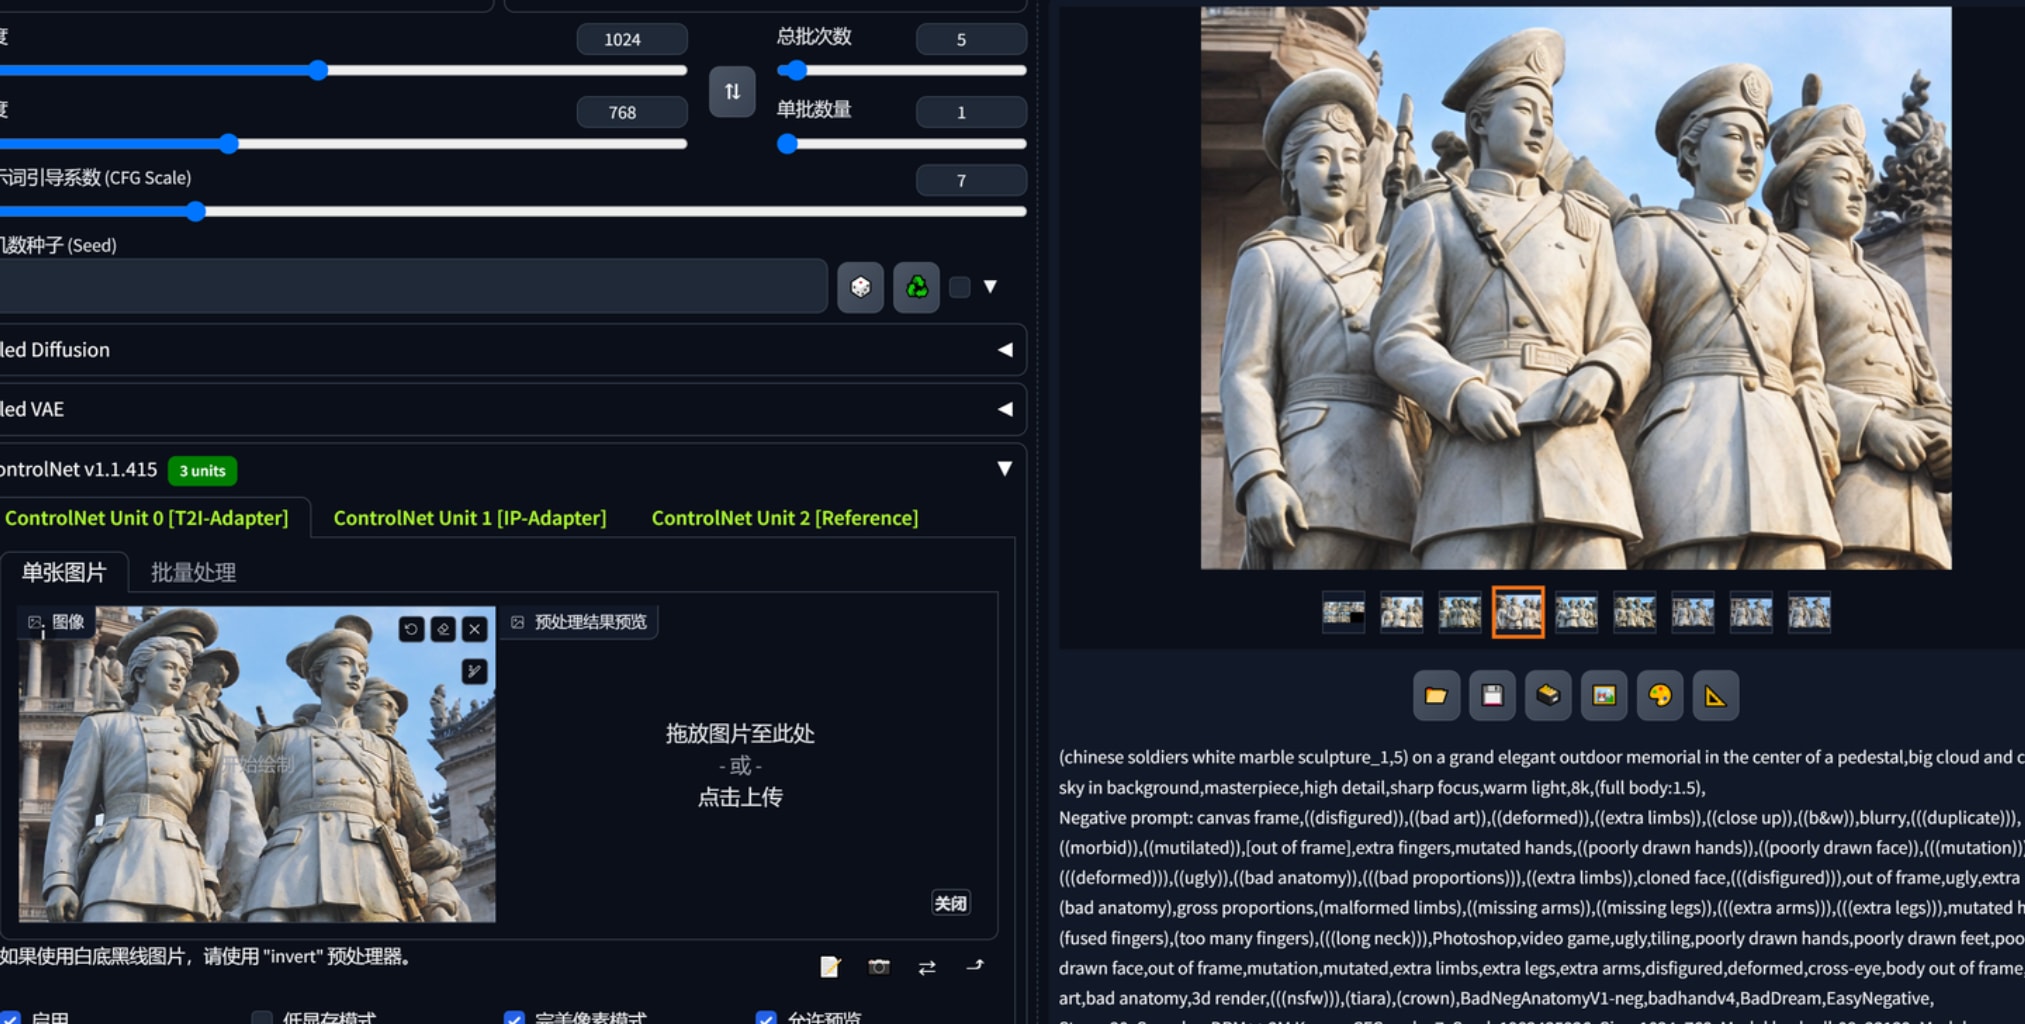 度
1024
总批次数
5
度
768
单批数量
1
示词引导系数 (CFG Scale)
7
机数种子 (Seed)
led Diffusion
led VAE
ontrolNet v1.1.415
3 units
ControlNet Unit 0 [T2I-Adapter]
ControlNet Unit 1 [IP-Adapter]
ControlNet Unit 2 [Reference]
单张图片
批量处理
图像
预处理结果预览
开始绘制
拖放图片至此处
- 或 -
点击上传
关闭
如果使用白底黑线图片，请使用 "invert" 预处理器。
启用
低显存模式
完美像素模式
允许预览
(chinese soldiers white marble sculpture_1,5) on a grand elegant outdoor memorial in the center of a pedestal,big cloud and c
sky in background,masterpiece,high detail,sharp focus,warm light,8k,(full body:1.5),
Negative prompt: canvas frame,((disfigured)),((bad art)),((deformed)),((extra limbs)),((close up)),((b&w)),blurry,(((duplicate))),
((morbid)),((mutilated)),[out of frame],extra fingers,mutated hands,((poorly drawn hands)),((poorly drawn face)),(((mutation)))
(((deformed))),((ugly)),((bad anatomy)),(((bad proportions))),((extra limbs)),cloned face,(((disfigured))),out of frame,ugly,extra
(bad anatomy),gross proportions,(malformed limbs),((missing arms)),((missing legs)),(((extra arms))),(((extra legs))),mutated h
(fused fingers),(too many fingers),(((long neck))),Photoshop,video game,ugly,tiling,poorly drawn hands,poorly drawn feet,poo
drawn face,out of frame,mutation,mutated,extra limbs,extra legs,extra arms,disfigured,deformed,cross-eye,body out of frame,
art,bad anatomy,3d render,(((nsfw))),(tiara),(crown),BadNegAnatomyV1-neg,badhandv4,BadDream,EasyNegative,